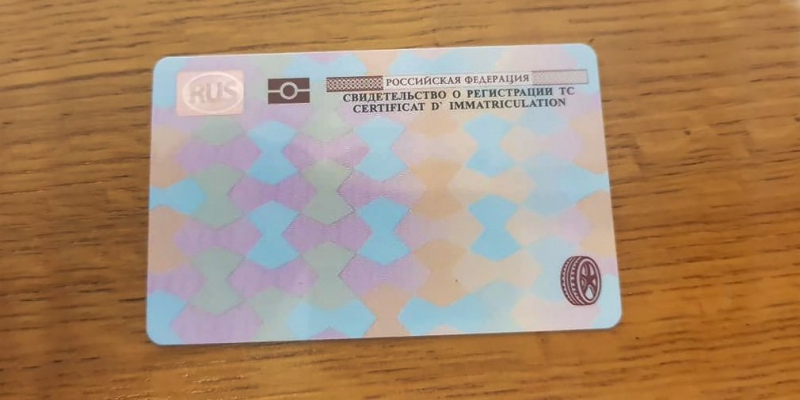 RUS
РОССИЙСКАЯ ФЕДЕРАЦИЯ
СВИДЕТЕЛЬСТВО О РЕГИСТРАЦИИ ТС
CERTIFICAT D` IMMATRICULATION